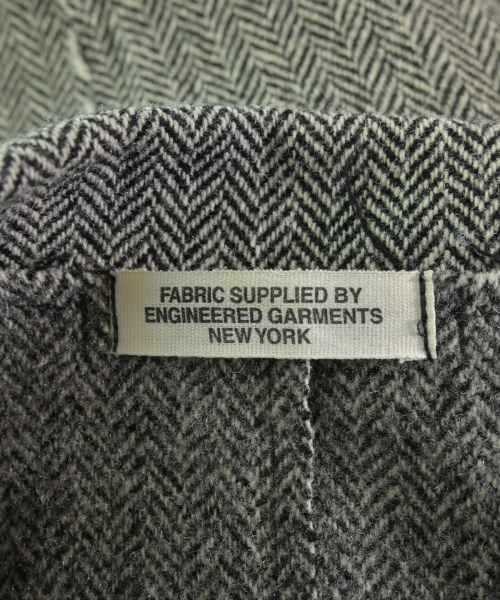 FABRIC SUPPLIED BY
ENGINEERED GARMENTS
NEW YORK